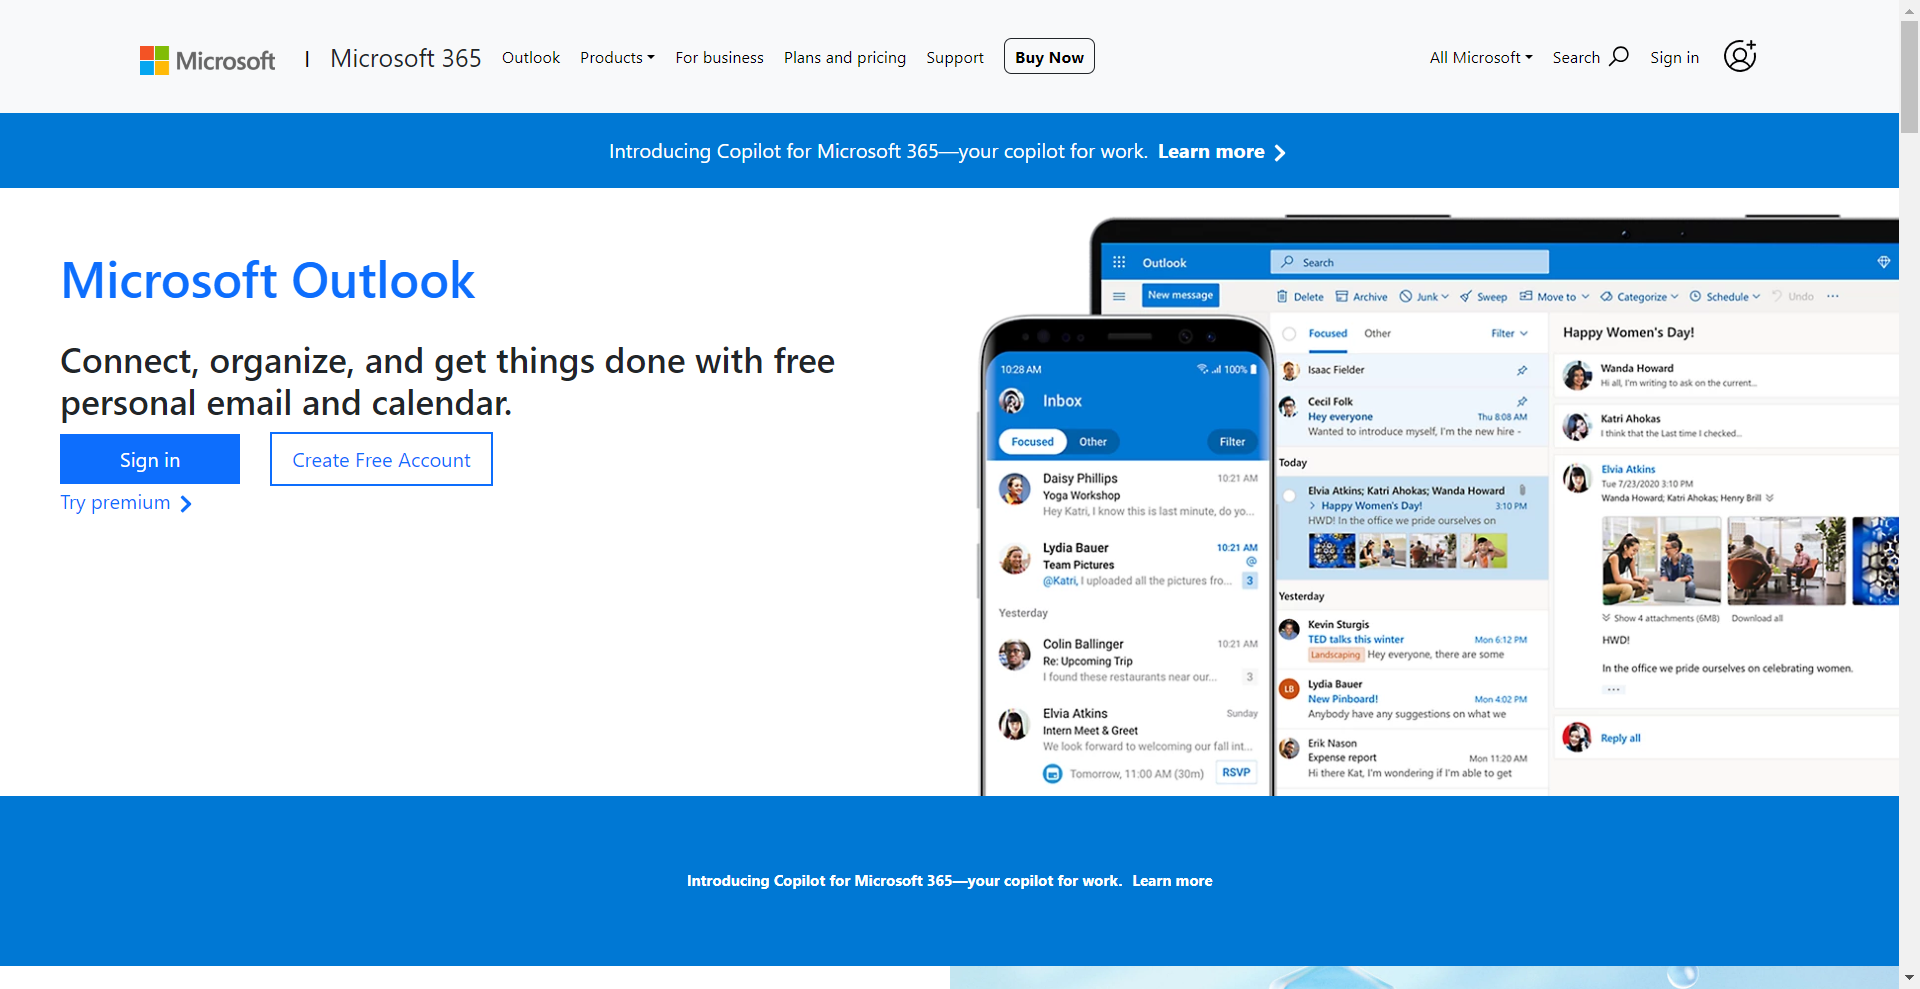 Microsoft | Microsoft 365 Outlook Products For business Plans and pricing Support Buy Now All Microsoft Search Sign in
Introducing Copilot for Microsoft 365—your copilot for work. Learn more
Microsoft Outlook
Connect, organize, and get things done with free
personal email and calendar.
Sign in Create Free Account
Try premium
Outlook Search
New message Delete Archive Junk Sweep Move to Categorize Schedule Undo ...
Focused Other Filter
Isaac Fielder
Cecil Folk
Hey everyone Thu 8:08 AM
Wanted to introduce myself, I'm the new hire -
Today
Elvia Atkins; Katri Ahokas; Wanda Howard
> Happy Women's Day! 3:10 PM
HWD! In the office we pride ourselves on
Yesterday
Kevin Sturgis
TED talks this winter Mon 6:12 PM
Landscaping Hey everyone, there are some
LB Lydia Bauer
New Pinboard! Mon 4:02 PM
Anybody have any suggestions on what we
Erik Nason
Expense report Mon 11:20 AM
Hi there Kat, I'm wondering if I'm able to get
Happy Women's Day!
Wanda Howard
Hi all, I'm writing to ask on the current...
Katri Ahokas
I think that the Last time I checked...
Elvia Atkins
Tue 7/23/2020 3:10 PM
Wanda Howard; Katri Ahokas; Henry Brill
Show 4 attachments (6MB) Download all
HWD!
In the office we pride ourselves on celebrating women.
...
Reply all
10:28 AM 100%
Inbox
Focused Other Filter
Daisy Phillips 10:21 AM
Yoga Workshop
Hey Katri, I know this is last minute, do yo...
Lydia Bauer 10:21 AM
Team Pictures @
@Katri, I uploaded all the pictures fro... 3
Yesterday
Colin Ballinger 10:21 AM
Re: Upcoming Trip
I found these restaurants near our... 3
Elvia Atkins Sunday
Intern Meet & Greet
We look forward to welcoming our fall int...
Tomorrow, 11:00 AM (30m) RSVP
Introducing Copilot for Microsoft 365—your copilot for work. Learn more